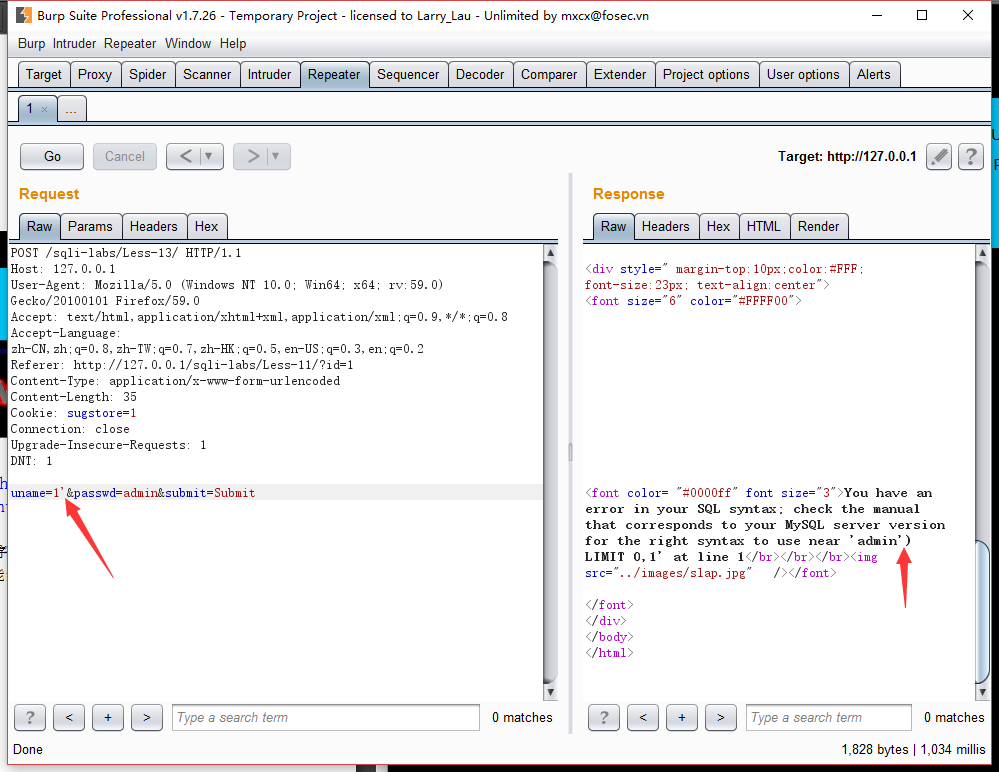 Burp Suite Professional v1.7.26 - Temporary Project - licensed to Larry_Lau - Unlimited by mxcx@fosec.vn
Burp Intruder Repeater Window Help
Target Proxy Spider Scanner Intruder Repeater Sequencer Decoder Comparer Extender Project options User options Alerts
1 × ...
Go Cancel < ▼ > ▼ Target: http://127.0.0.1 ?
Request
Raw Params Headers Hex
POST /sqli-labs/Less-13/ HTTP/1.1
Host: 127.0.0.1
User-Agent: Mozilla/5.0 (Windows NT 10.0; Win64; x64; rv:59.0)
Gecko/20100101 Firefox/59.0
Accept: text/html,application/xhtml+xml,application/xml;q=0.9,*/*;q=0.8
Accept-Language:
zh-CN,zh;q=0.8,zh-TW;q=0.7,zh-HK;q=0.5,en-US;q=0.3,en;q=0.2
Referer: http://127.0.0.1/sqli-labs/Less-11/?id=1
Content-Type: application/x-www-form-urlencoded
Content-Length: 35
Cookie: sugstore=1
Connection: close
Upgrade-Insecure-Requests: 1
DNT: 1
uname=1'&passwd=admin&submit=Submit
? < + > Type a search term 0 matches
Response
Raw Headers Hex HTML Render
<div style=" margin-top:10px;color:#FFF;
font-size:23px; text-align:center">
<font size="6" color="#FFFF00">
<font color= "#0000ff" font size="3">You have an
error in your SQL syntax; check the manual
that corresponds to your MySQL server version
for the right syntax to use near 'admin')
LIMIT 0,1' at line 1</br></br></br><img
src="../images/slap.jpg" /></font>
</font>
</div>
</body>
</html>
? < + > Type a search term 0 matches
Done 1,828 bytes | 1,034 millis